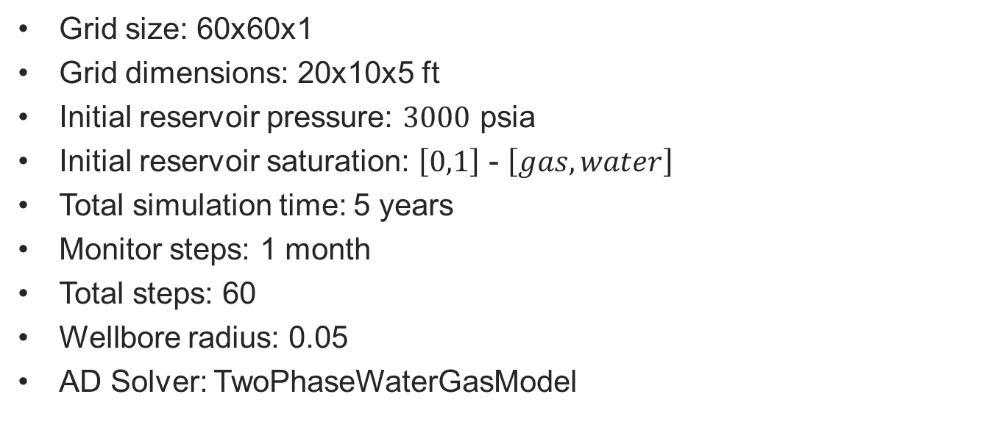 • Grid size: 60x60x1
• Grid dimensions: 20x10x5 ft
• Initial reservoir pressure: 3000 psia
• Initial reservoir saturation: [0,1] - [gas, water]
• Total simulation time: 5 years
• Monitor steps: 1 month
• Total steps: 60
• Wellbore radius: 0.05
• AD Solver: TwoPhaseWaterGasModel